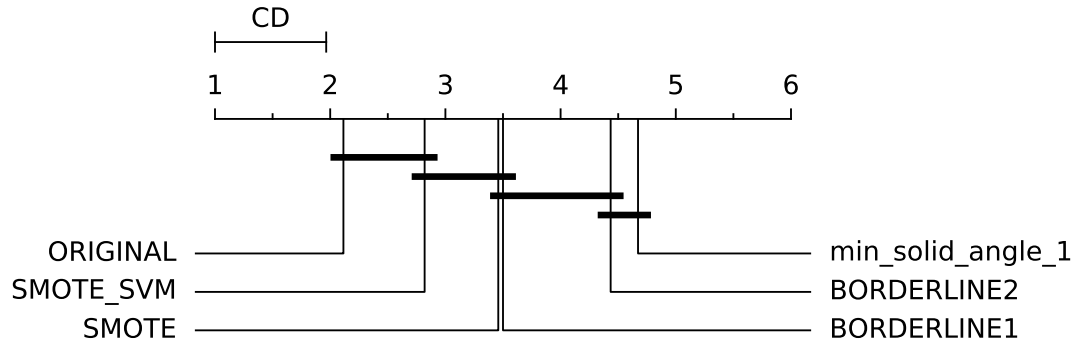 CD
1 2 3 4 5 6
ORIGINAL min_solid_angle_1
SMOTE_SVM BORDERLINE2
SMOTE BORDERLINE1